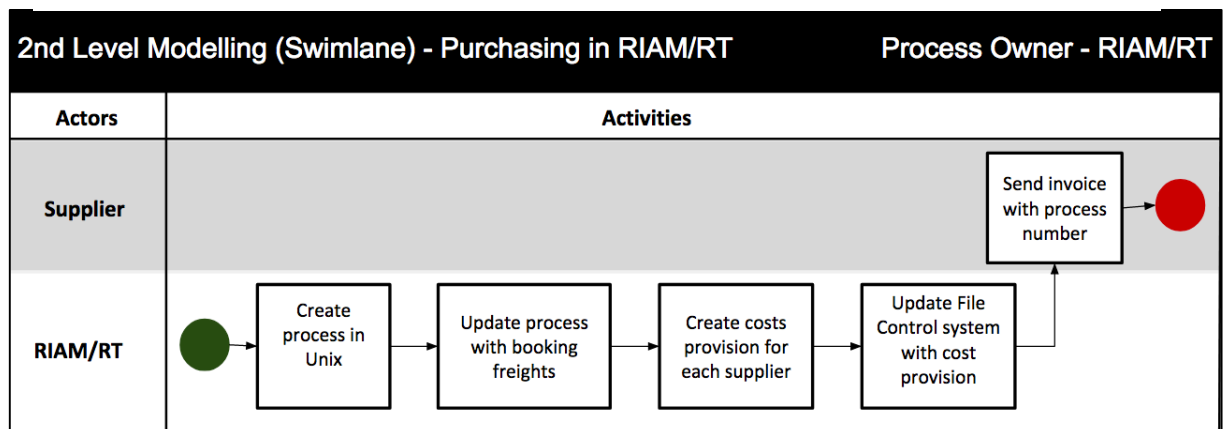 2nd Level Modelling (Swimlane) - Purchasing in RIAM/RT
Process Owner - RIAM/RT
Actors
Activities
Supplier
Send invoice
with process
number
RIAM/RT
Create
process in
Unix
Update process
with booking
freights
Create costs
provision for
each supplier
Update File
Control system
with cost
provision